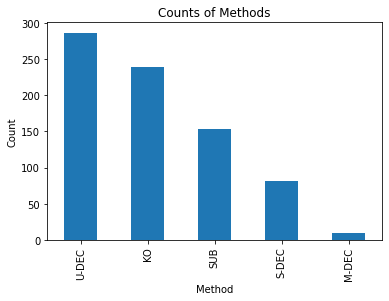 Counts of Methods
300
250
200
150
100
50
0
Count
U-DEC
KO
SUB
S-DEC
M-DEC
Method